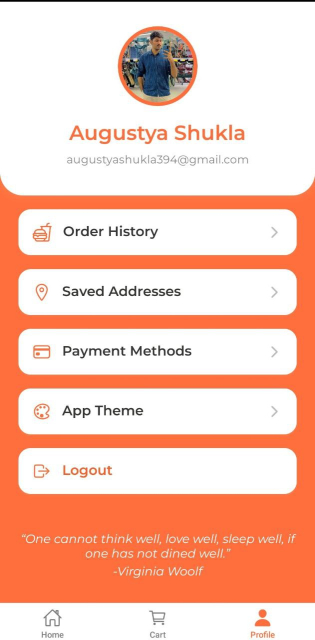 Augustya Shukla
augustyashukla394@gmail.com
Order History
Saved Addresses
Payment Methods
App Theme
Logout
“One cannot think well, love well, sleep well, if
one has not dined well.”
-Virginia Woolf
Home
Cart
Profile